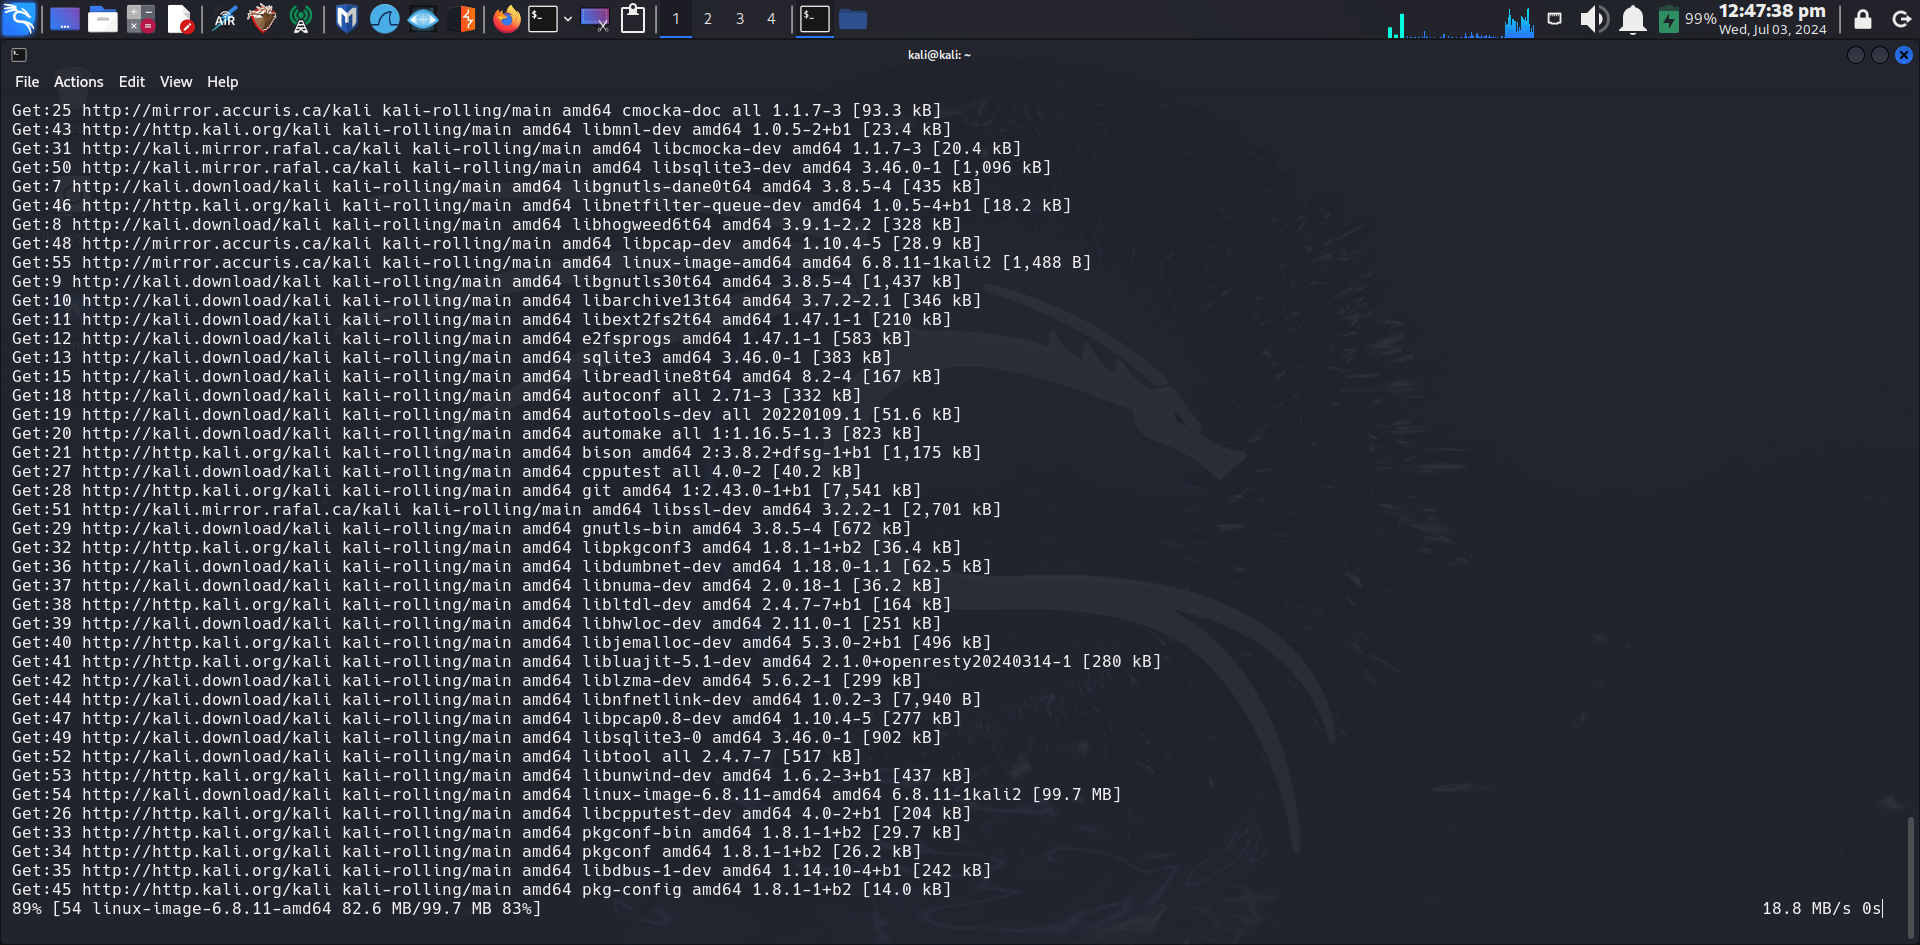 1 2 3 4
99%
12:47:38 pm
Wed, Jul 03, 2024
kali@kali: ~
File Actions Edit View Help
Get:25 http://mirror.accuris.ca/kali kali-rolling/main amd64 cmocka-doc all 1.1.7-3 [93.3 kB]
Get:43 http://http.kali.org/kali kali-rolling/main amd64 libmnl-dev amd64 1.0.5-2+b1 [23.4 kB]
Get:31 http://kali.mirror.rafal.ca/kali kali-rolling/main amd64 libcmocka-dev amd64 1.1.7-3 [20.4 kB]
Get:50 http://kali.mirror.rafal.ca/kali kali-rolling/main amd64 libsqlite3-dev amd64 3.46.0-1 [1,096 kB]
Get:7 http://kali.download/kali kali-rolling/main amd64 libgnutls-dane0t64 amd64 3.8.5-4 [435 kB]
Get:46 http://http.kali.org/kali kali-rolling/main amd64 libnetfilter-queue-dev amd64 1.0.5-4+b1 [18.2 kB]
Get:8 http://kali.download/kali kali-rolling/main amd64 libhogweed6t64 amd64 3.9.1-2.2 [328 kB]
Get:48 http://mirror.accuris.ca/kali kali-rolling/main amd64 libpcap-dev amd64 1.10.4-5 [28.9 kB]
Get:55 http://mirror.accuris.ca/kali kali-rolling/main amd64 linux-image-amd64 amd64 6.8.11-1kali2 [1,488 B]
Get:9 http://kali.download/kali kali-rolling/main amd64 libgnutls30t64 amd64 3.8.5-4 [1,437 kB]
Get:10 http://kali.download/kali kali-rolling/main amd64 libarchive13t64 amd64 3.7.2-2.1 [346 kB]
Get:11 http://kali.download/kali kali-rolling/main amd64 libext2fs2t64 amd64 1.47.1-1 [210 kB]
Get:12 http://kali.download/kali kali-rolling/main amd64 e2fsprogs amd64 1.47.1-1 [583 kB]
Get:13 http://kali.download/kali kali-rolling/main amd64 sqlite3 amd64 3.46.0-1 [383 kB]
Get:15 http://kali.download/kali kali-rolling/main amd64 libreadline8t64 amd64 8.2-4 [167 kB]
Get:18 http://kali.download/kali kali-rolling/main amd64 autoconf all 2.71-3 [332 kB]
Get:19 http://kali.download/kali kali-rolling/main amd64 autotools-dev all 20220109.1 [51.6 kB]
Get:20 http://kali.download/kali kali-rolling/main amd64 automake all 1:1.16.5-1.3 [823 kB]
Get:21 http://http.kali.org/kali kali-rolling/main amd64 bison amd64 2:3.8.2+dfsg-1+b1 [1,175 kB]
Get:27 http://kali.download/kali kali-rolling/main amd64 cpputest all 4.0-2 [40.2 kB]
Get:28 http://http.kali.org/kali kali-rolling/main amd64 git amd64 1:2.43.0-1+b1 [7,541 kB]
Get:51 http://kali.mirror.rafal.ca/kali kali-rolling/main amd64 libssl-dev amd64 3.2.2-1 [2,701 kB]
Get:29 http://kali.download/kali kali-rolling/main amd64 gnutls-bin amd64 3.8.5-4 [672 kB]
Get:32 http://http.kali.org/kali kali-rolling/main amd64 libpkgconf3 amd64 1.8.1-1+b2 [36.4 kB]
Get:36 http://kali.download/kali kali-rolling/main amd64 libdumbnet-dev amd64 1.18.0-1.1 [62.5 kB]
Get:37 http://kali.download/kali kali-rolling/main amd64 libnuma-dev amd64 2.0.18-1 [36.2 kB]
Get:38 http://http.kali.org/kali kali-rolling/main amd64 libltdl-dev amd64 2.4.7-7+b1 [164 kB]
Get:39 http://kali.download/kali kali-rolling/main amd64 libhwloc-dev amd64 2.11.0-1 [251 kB]
Get:40 http://http.kali.org/kali kali-rolling/main amd64 libjemalloc-dev amd64 5.3.0-2+b1 [496 kB]
Get:41 http://http.kali.org/kali kali-rolling/main amd64 libluajit-5.1-dev amd64 2.1.0+openresty20240314-1 [280 kB]
Get:42 http://kali.download/kali kali-rolling/main amd64 liblzma-dev amd64 5.6.2-1 [299 kB]
Get:44 http://kali.download/kali kali-rolling/main amd64 libnfnetlink-dev amd64 1.0.2-3 [7,940 B]
Get:47 http://kali.download/kali kali-rolling/main amd64 libpcap0.8-dev amd64 1.10.4-5 [277 kB]
Get:49 http://kali.download/kali kali-rolling/main amd64 libsqlite3-0 amd64 3.46.0-1 [902 kB]
Get:52 http://kali.download/kali kali-rolling/main amd64 libtool all 2.4.7-7 [517 kB]
Get:53 http://http.kali.org/kali kali-rolling/main amd64 libunwind-dev amd64 1.6.2-3+b1 [437 kB]
Get:54 http://kali.download/kali kali-rolling/main amd64 linux-image-6.8.11-amd64 amd64 6.8.11-1kali2 [99.7 MB]
Get:26 http://http.kali.org/kali kali-rolling/main amd64 libcpputest-dev amd64 4.0-2+b1 [204 kB]
Get:33 http://http.kali.org/kali kali-rolling/main amd64 pkgconf-bin amd64 1.8.1-1+b2 [29.7 kB]
Get:34 http://http.kali.org/kali kali-rolling/main amd64 pkgconf amd64 1.8.1-1+b2 [26.2 kB]
Get:35 http://http.kali.org/kali kali-rolling/main amd64 libdbus-1-dev amd64 1.14.10-4+b1 [242 kB]
Get:45 http://http.kali.org/kali kali-rolling/main amd64 pkg-config amd64 1.8.1-1+b2 [14.0 kB]
89% [54 linux-image-6.8.11-amd64 82.6 MB/99.7 MB 83%] 18.8 MB/s 0s